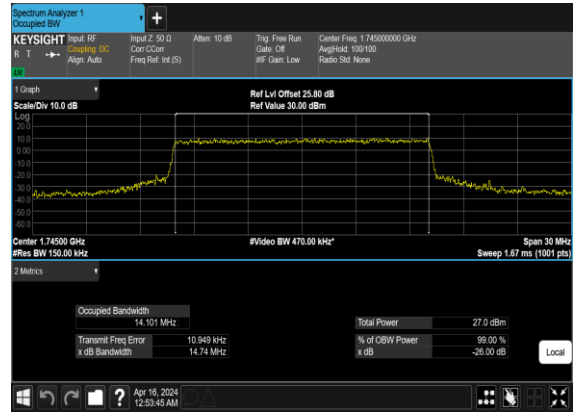 Spectrum Analyzer 1
Occupied BW
KEYSIGHT Input: RF Input Z: 50 Ω Atten: 10 dB Trig: Free Run Center Freq: 1.745000000 GHz
R T Coupling: DC Corr CCorr Gate: Off Avg|Hold: 100/100
Align: Auto Freq Ref: Int (S) #IF Gain: Low Radio Std: None
LW
1 Graph Ref Lvl Offset 25.80 dB
Scale/Div 10.0 dB Ref Value 30.00 dBm
Log
20.0
10.0
0.00
-10.0
-20.0
-30.0
-40.0
-50.0
-60.0
Center 1.74500 GHz #Video BW 470.00 kHz* Span 30 MHz
#Res BW 150.00 kHz Sweep 1.67 ms (1001 pts)
2 Metrics
Occupied Bandwidth
14.101 MHz Total Power 27.0 dBm
Transmit Freq Error 10.949 kHz % of OBW Power 99.00 %
x dB Bandwidth 14.74 MHz x dB -26.00 dB
Local
? Apr 16, 2024
12:53:45 AM